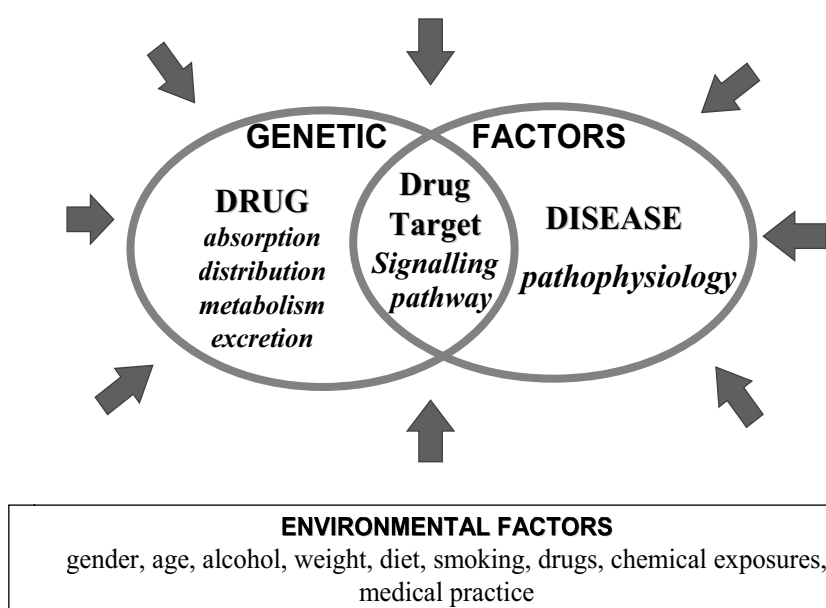 GENETIC FACTORS
DRUG
absorption
distribution
metabolism
excretion
Drug
Target
Signalling
pathway
DISEASE
pathophysiology
ENVIRONMENTAL FACTORS
gender, age, alcohol, weight, diet, smoking, drugs, chemical exposures,
medical practice